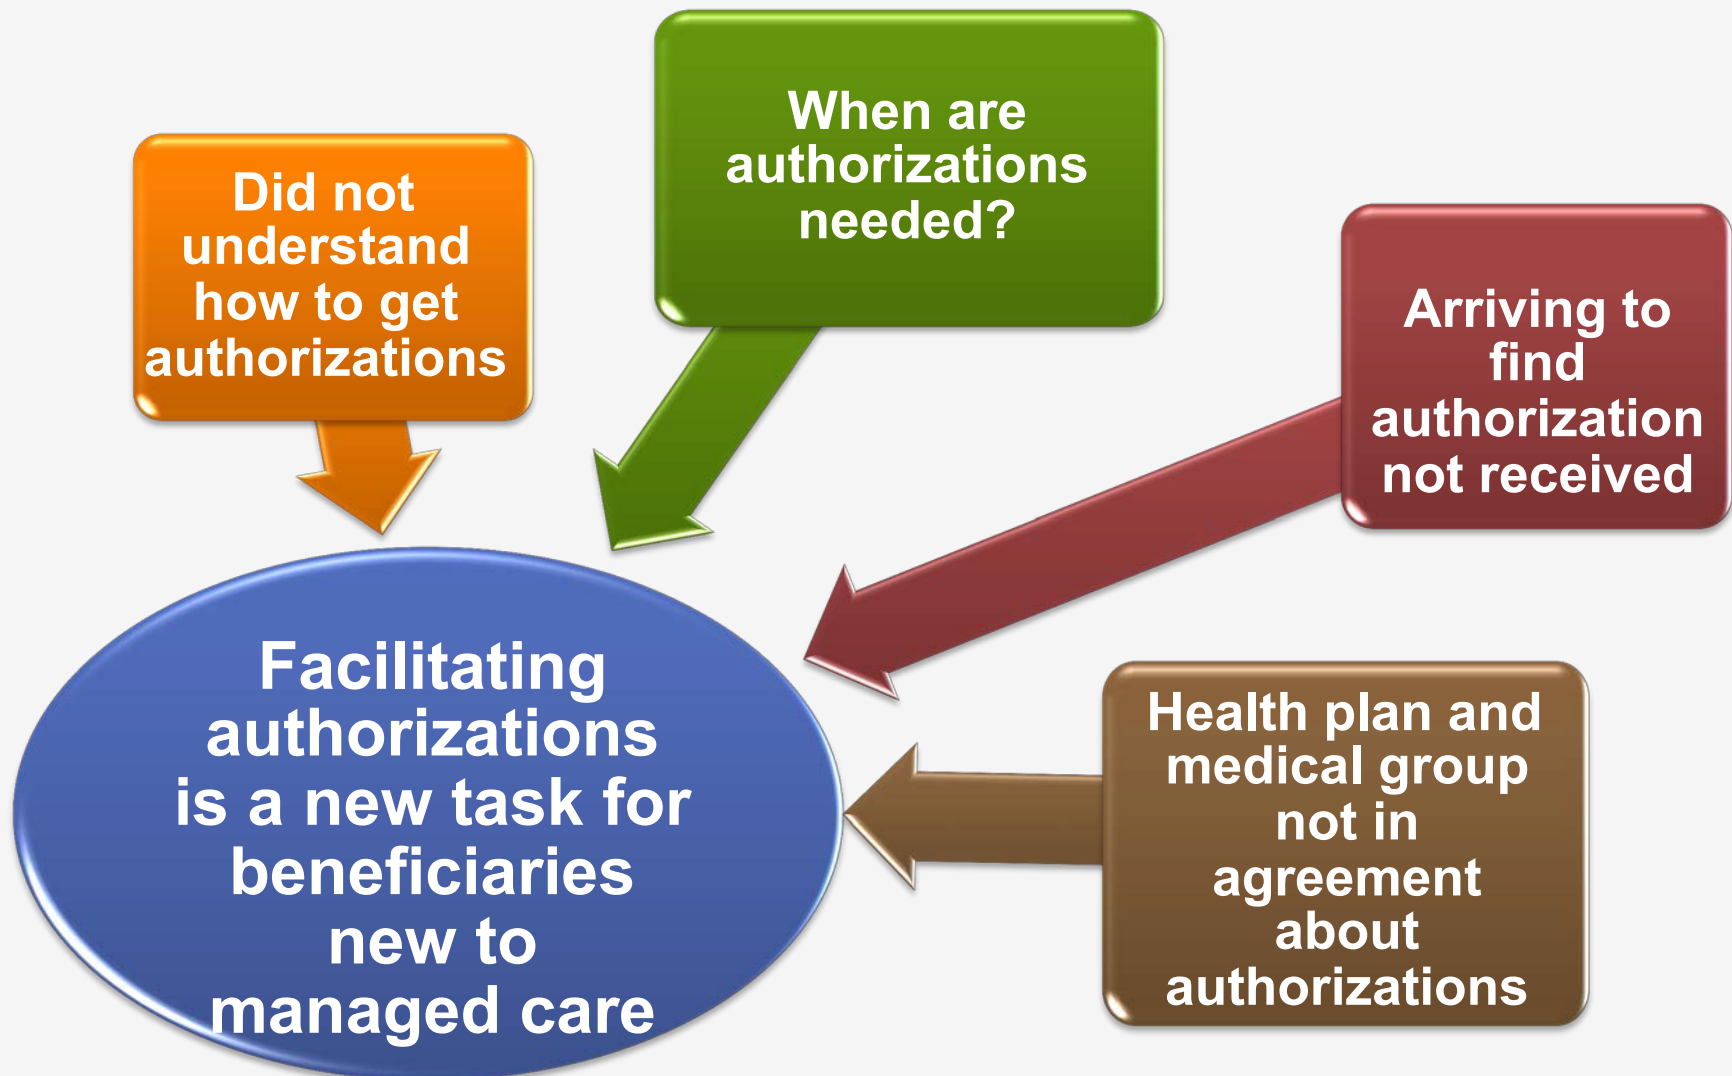 Did not
understand
how to get
authorizations
When are
authorizations
needed?
Arriving to
find
authorization
not received
Facilitating
authorizations
is a new task for
beneficiaries
new to
managed care
Health plan and
medical group
not in
agreement
about
authorizations